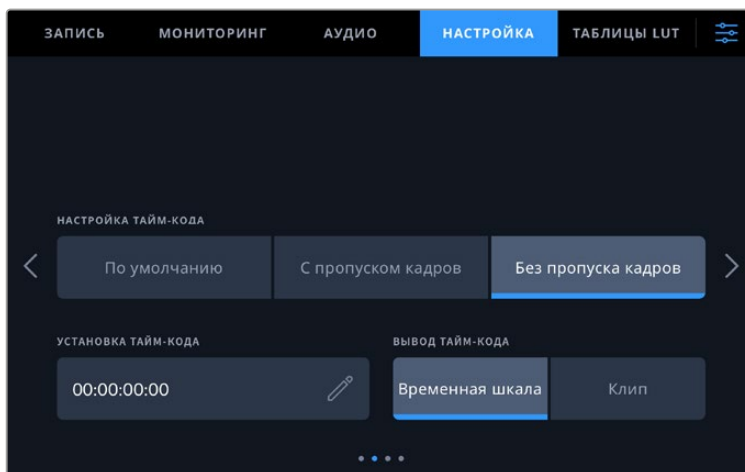 ЗАПИСЬ МОНИТОРИНГ АУДИО НАСТРОЙКА ТАБЛИЦЫ LUT
НАСТРОЙКА ТАЙМ-КОДА
По умолчанию С пропуском кадров Без пропуска кадров
УСТАНОВКА ТАЙМ-КОДА ВЫВОД ТАЙМ-КОДА
00:00:00:00 Временная шкала Клип